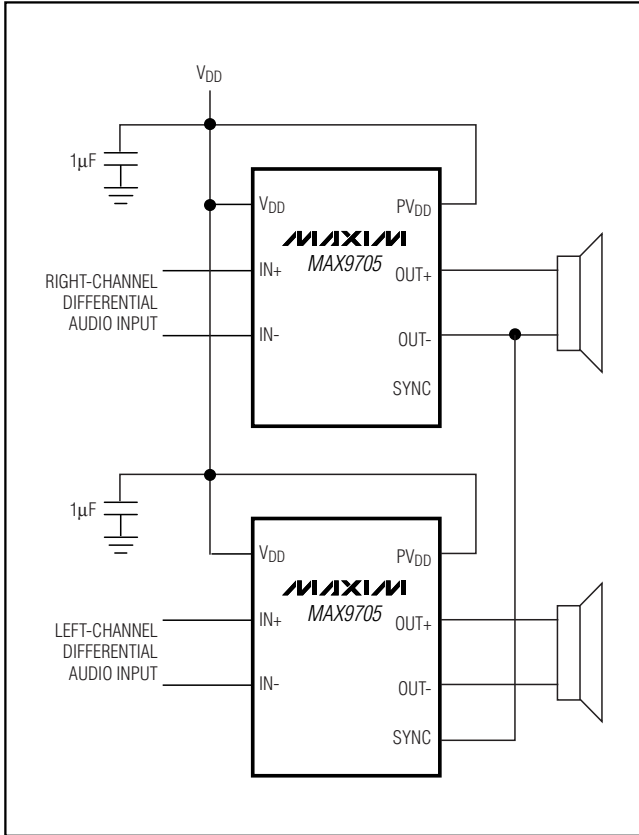 VDD
1µF
VDD
PVDD
MAXIM
MAX9705
IN+
OUT+
RIGHT-CHANNEL
DIFFERENTIAL
AUDIO INPUT
IN-
OUT-
SYNC
1µF
VDD
PVDD
MAXIM
MAX9705
IN+
OUT+
LEFT-CHANNEL
DIFFERENTIAL
AUDIO INPUT
IN-
OUT-
SYNC